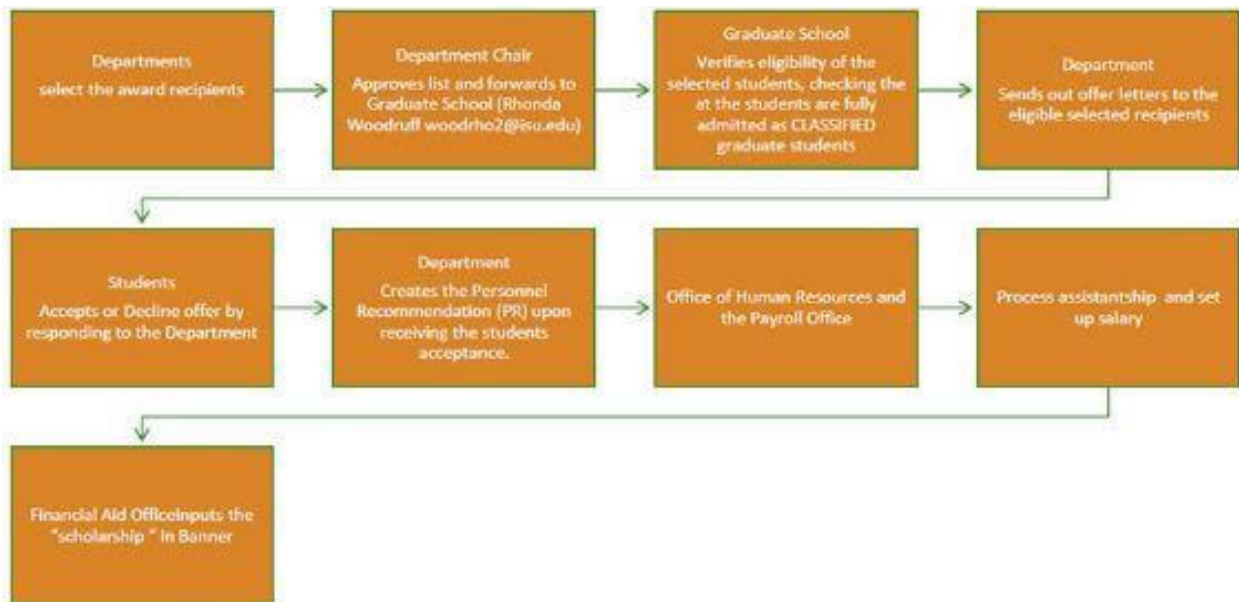 Departments
select the award recipients
Department Chair
Approves list and forwards to
Graduate School (Rhonda
Woodruff woodrho2@isu.edu)
Graduate School
Verifies eligibility of the
selected students, checking the
at the students are fully
admitted as CLASSIFIED
graduate students
Department
Sends out offer letters to the
eligible selected recipients
Students
Accepts or Decline offer by
responding to the Department
Department
Creates the Personnel
Recommendation (PR) upon
receiving the students
acceptance.
Office of Human Resources and
the Payroll Office
Process assistantship and set
up salary
Financial Aid OfficeInputs the
"scholarship " in Banner